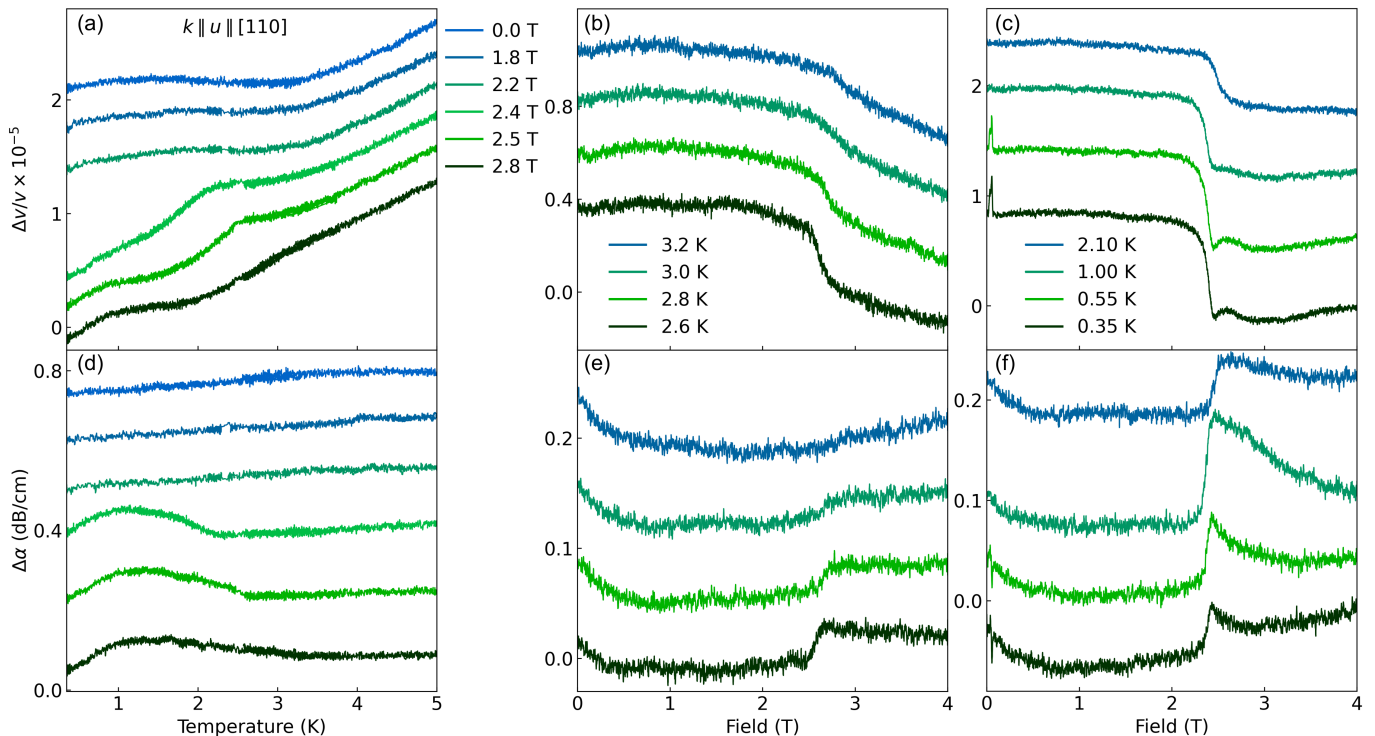 (a)
k ∥ u ∥ [110]
0.0 T
1.8 T
2.2 T
2.4 T
2.5 T
2.8 T
2
1
0
Δv/v × 10⁻⁵
(b)
0.8
0.4
0.0
3.2 K
3.0 K
2.8 K
2.6 K
(c)
2
1
0
2.10 K
1.00 K
0.55 K
0.35 K
(d)
0.8
0.4
0.0
Δα (dB/cm)
1 2 3 4 5
Temperature (K)
(e)
0.2
0.1
0.0
0 1 2 3 4
Field (T)
(f)
0.2
0.1
0.0
0 1 2 3 4
Field (T)